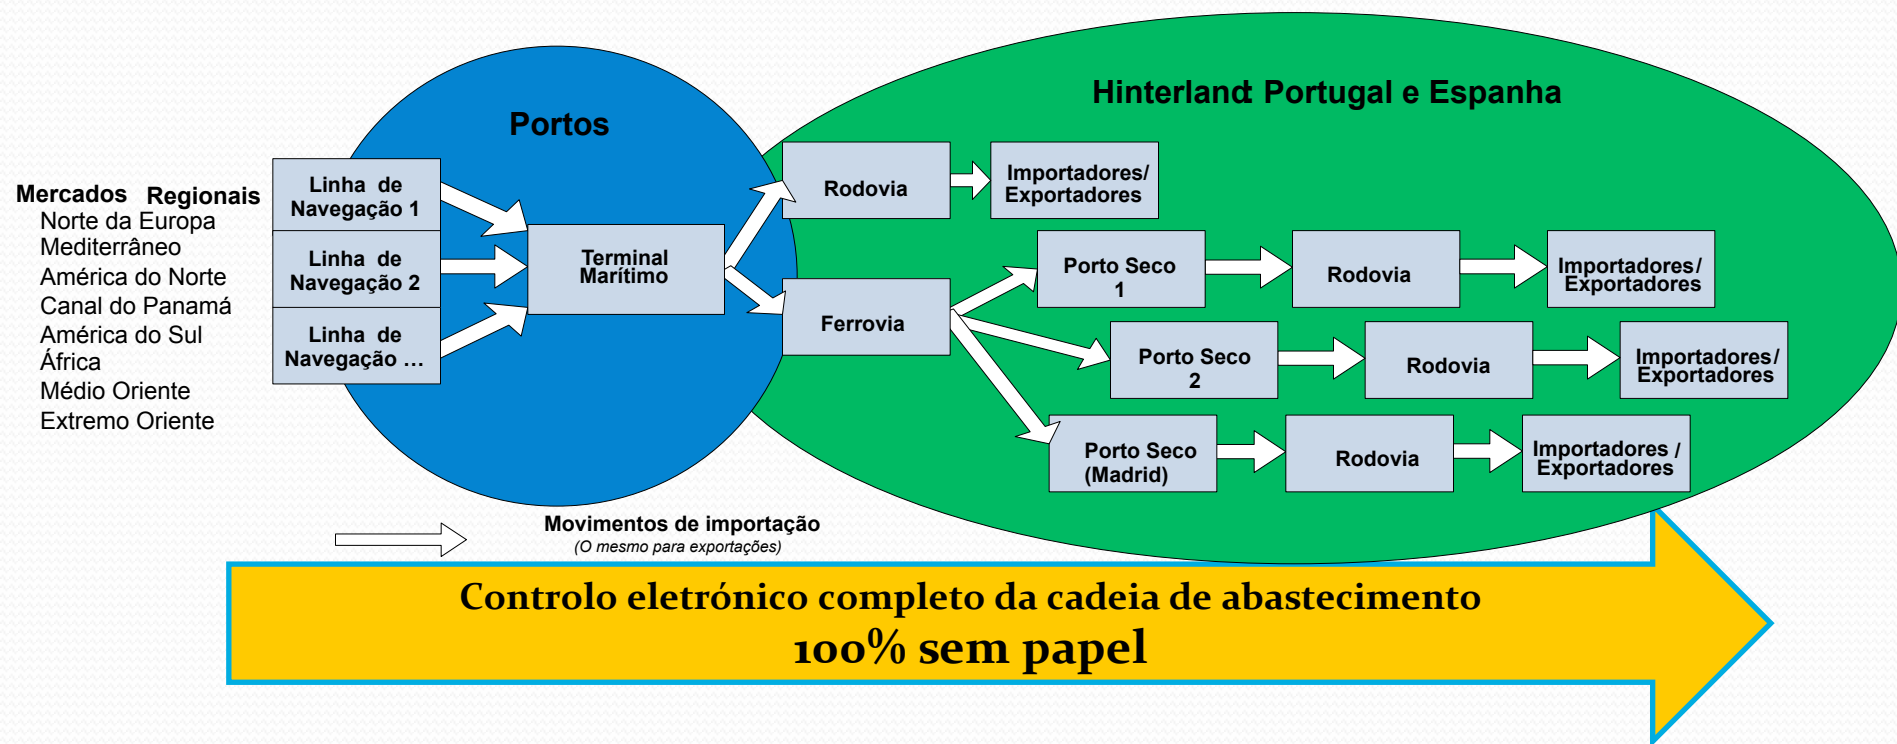 Hinterland: Portugal e Espanha
Portos
Mercados Regionais
Norte da Europa
Mediterrâneo
América do Norte
Canal do Panamá
América do Sul
África
Médio Oriente
Extremo Oriente
Linha de
Navegação 1
Linha de
Navegação 2
Linha de
Navegação ...
Terminal
Marítimo
Rodovia
Importadores/
Exportadores
Ferrovia
Porto Seco
1
Rodovia
Importadores/
Exportadores
Porto Seco
2
Rodovia
Importadores/
Exportadores
Porto Seco
(Madrid)
Rodovia
Importadores /
Exportadores
Movimentos de importação
(O mesmo para exportações)
Controlo eletrónico completo da cadeia de abastecimento
100% sem papel